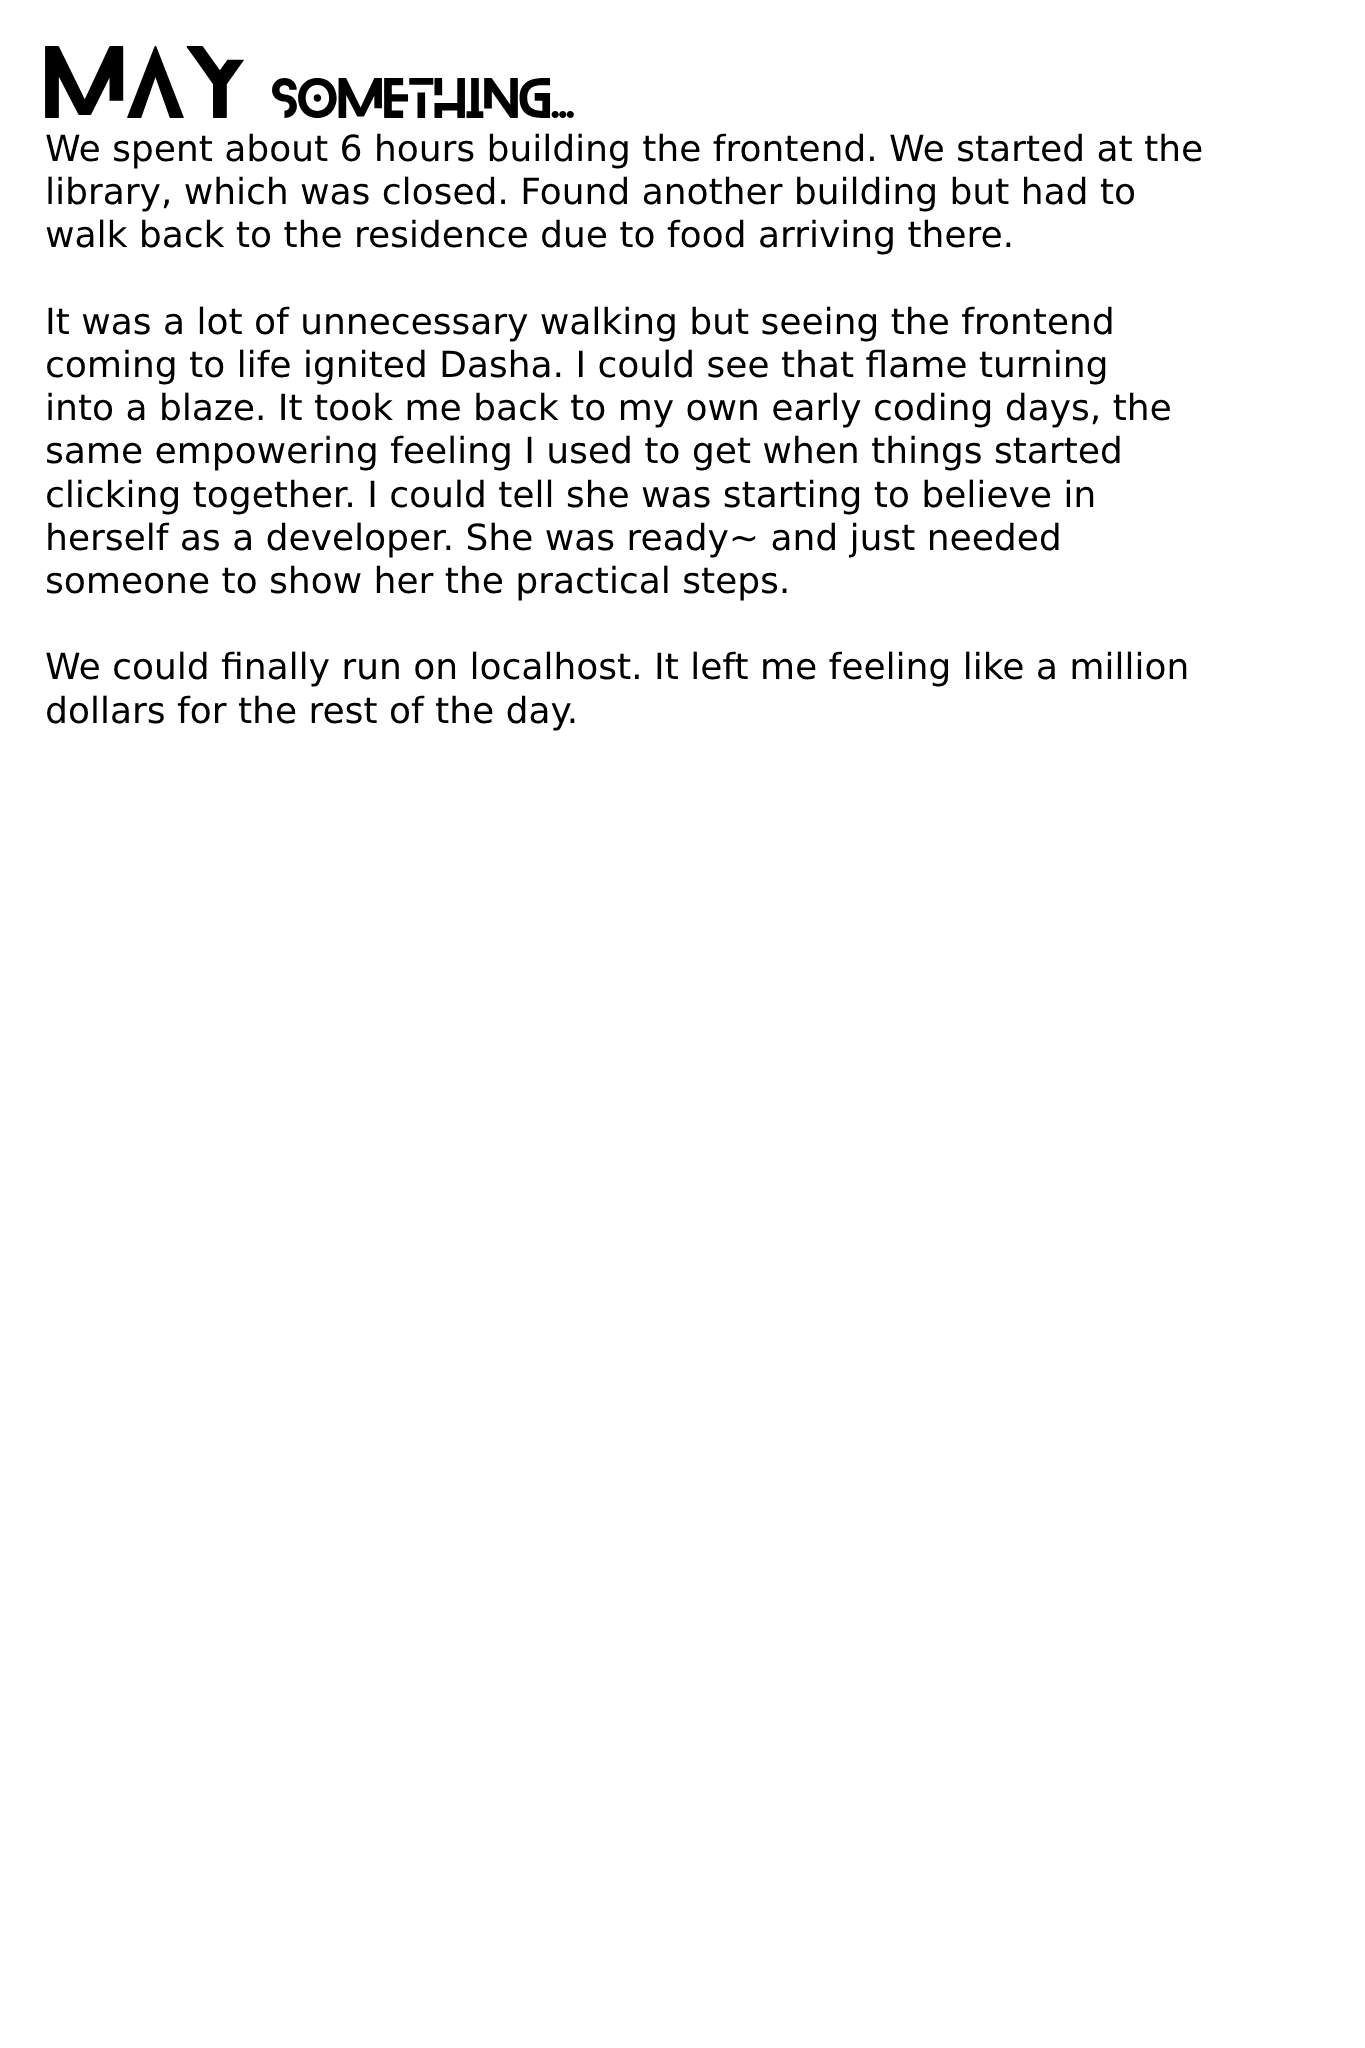 MAY SOMETHING...
We spent about 6 hours building the frontend. We started at the
library, which was closed. Found another building but had to
walk back to the residence due to food arriving there.
It was a lot of unnecessary walking but seeing the frontend
coming to life ignited Dasha. I could see that flame turning
into a blaze. It took me back to my own early coding days, the
same empowering feeling I used to get when things started
clicking together. I could tell she was starting to believe in
herself as a developer. She was ready~ and just needed
someone to show her the practical steps.
We could finally run on localhost. It left me feeling like a million
dollars for the rest of the day.